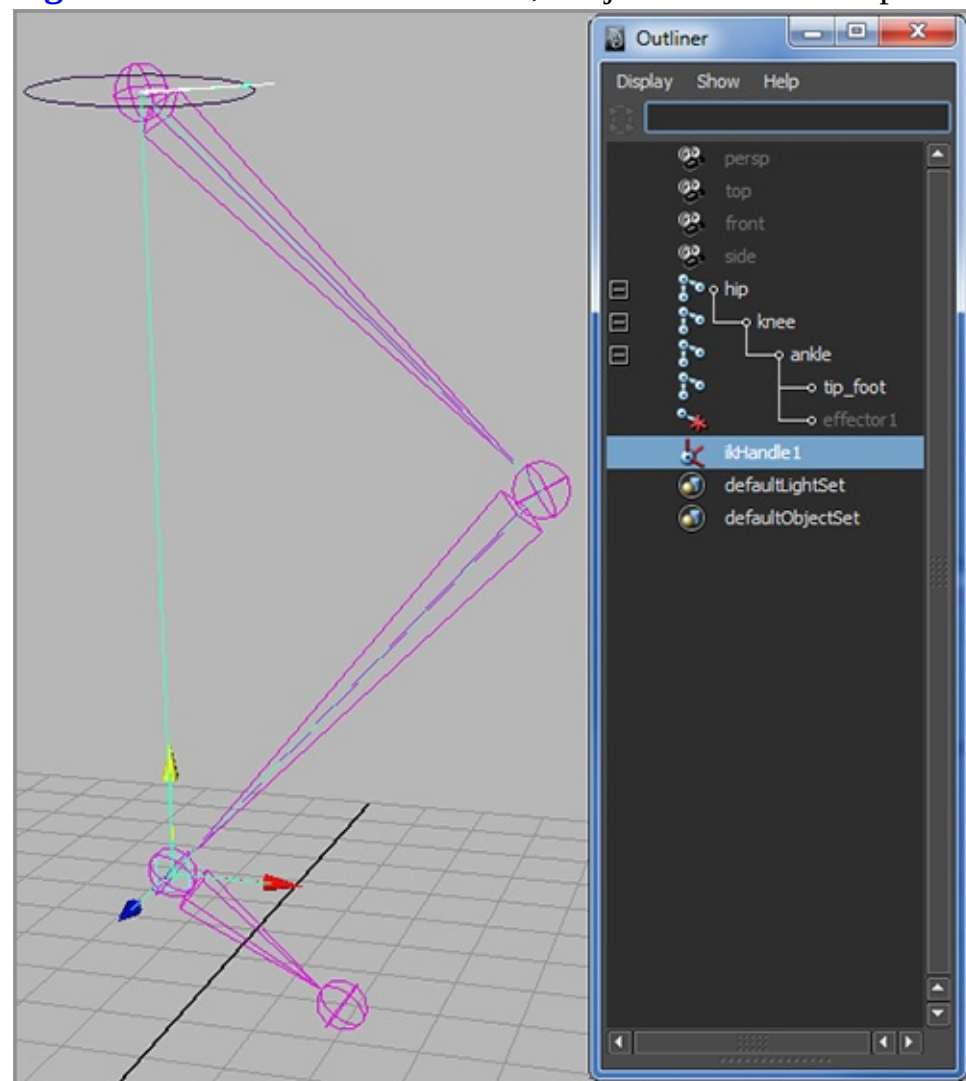 Outliner
Display Show Help
persp
top
front
side
hip
knee
ankle
tip_foot
effector1
ikHandle1
defaultLightSet
defaultObjectSet